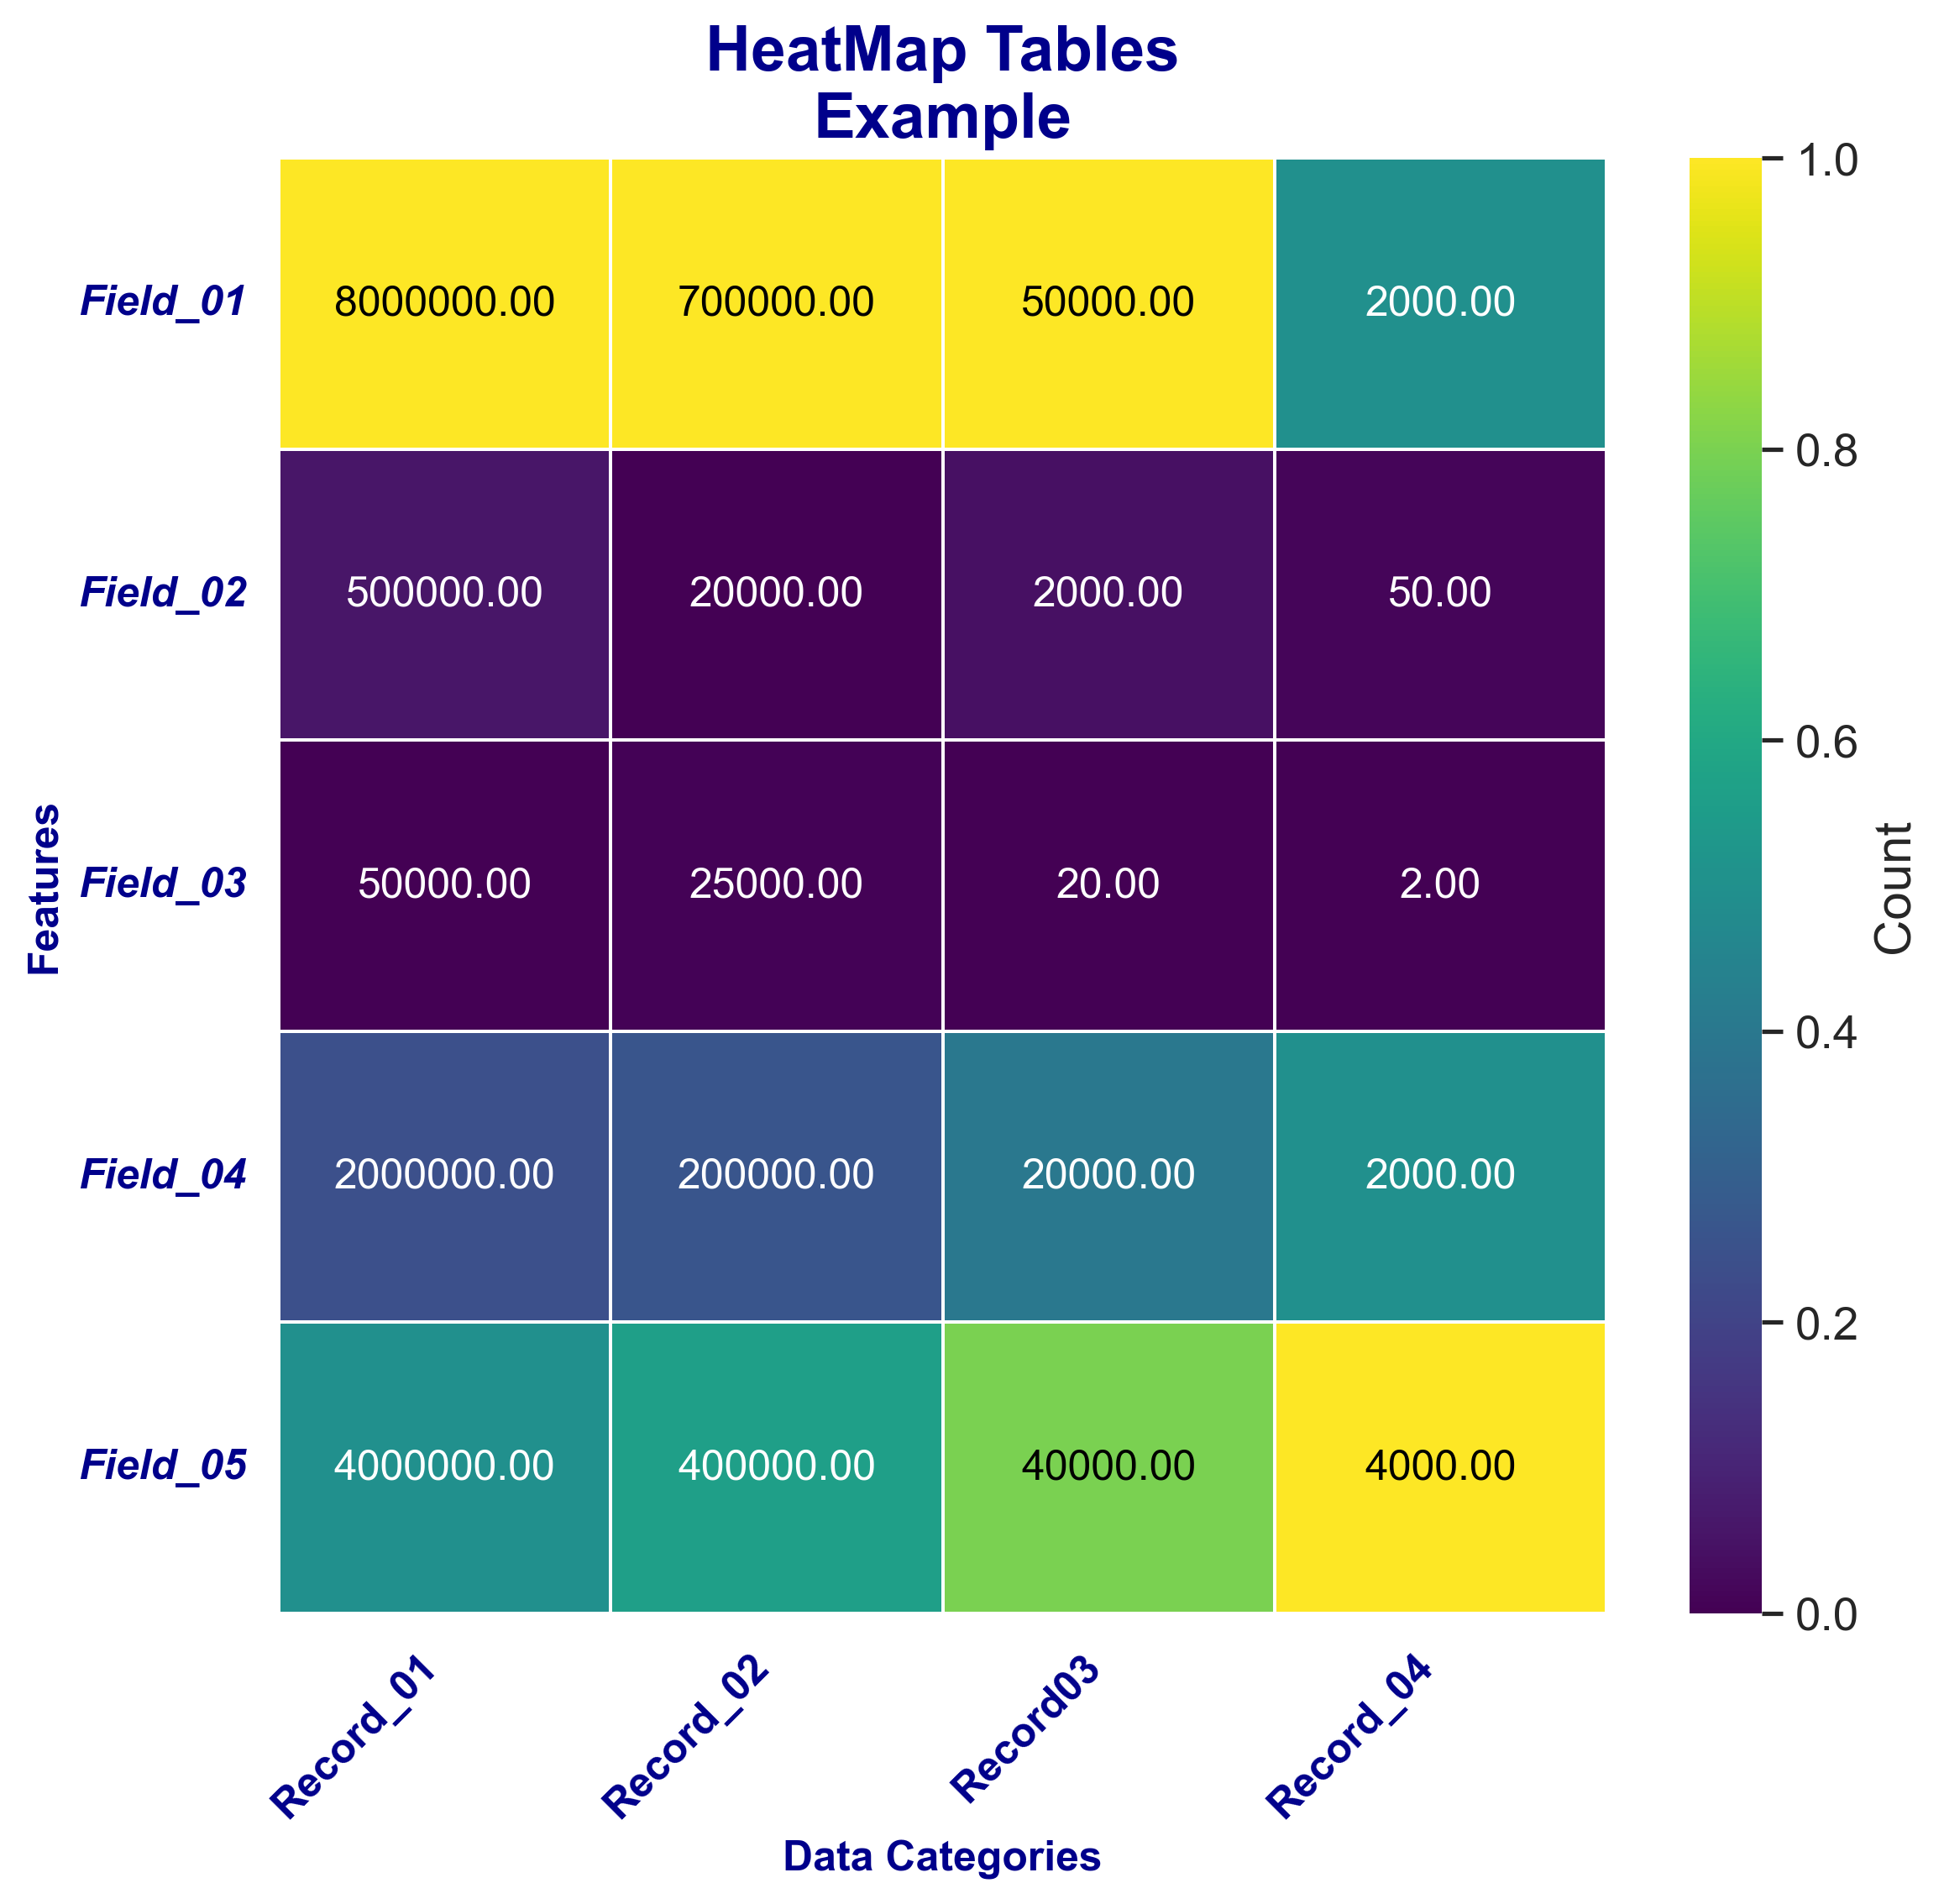 HeatMap Tables
Example
Field_01 8000000.00 700000.00 50000.00 2000.00
Field_02 500000.00 20000.00 2000.00 50.00
Field_03 50000.00 25000.00 20.00 2.00
Field_04 2000000.00 200000.00 20000.00 2000.00
Field_05 4000000.00 400000.00 40000.00 4000.00
Features
Record_01 Record_02 Record03 Record_04
Data Categories
1.0
0.8
0.6
0.4
0.2
0.0
Count